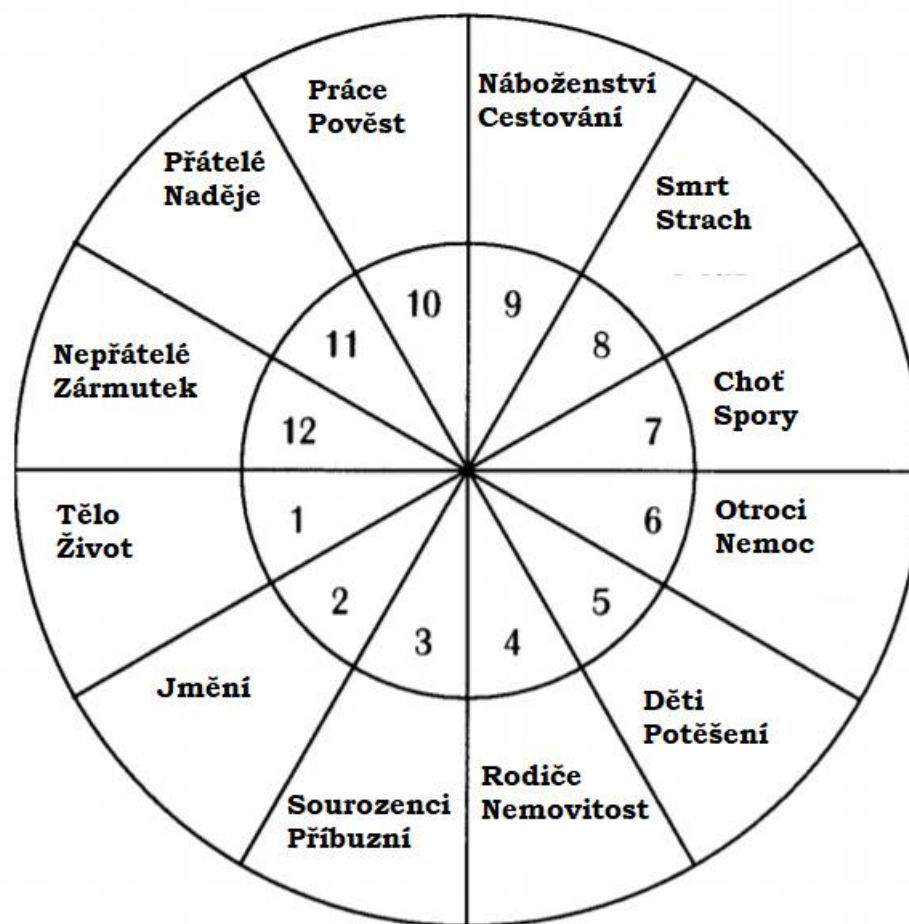 Práce
Pověst
Náboženství
Cestování
Přátelé
Naděje
Smrt
Strach
Nepřátelé
Zármutek
Choť
Spory
Tělo
Život
Otroci
Nemoc
Jmění
Děti
Potěšení
Sourozenci
Příbuzní
Rodiče
Nemovitost
10
9
11
8
12
7
1
6
2
5
3
4